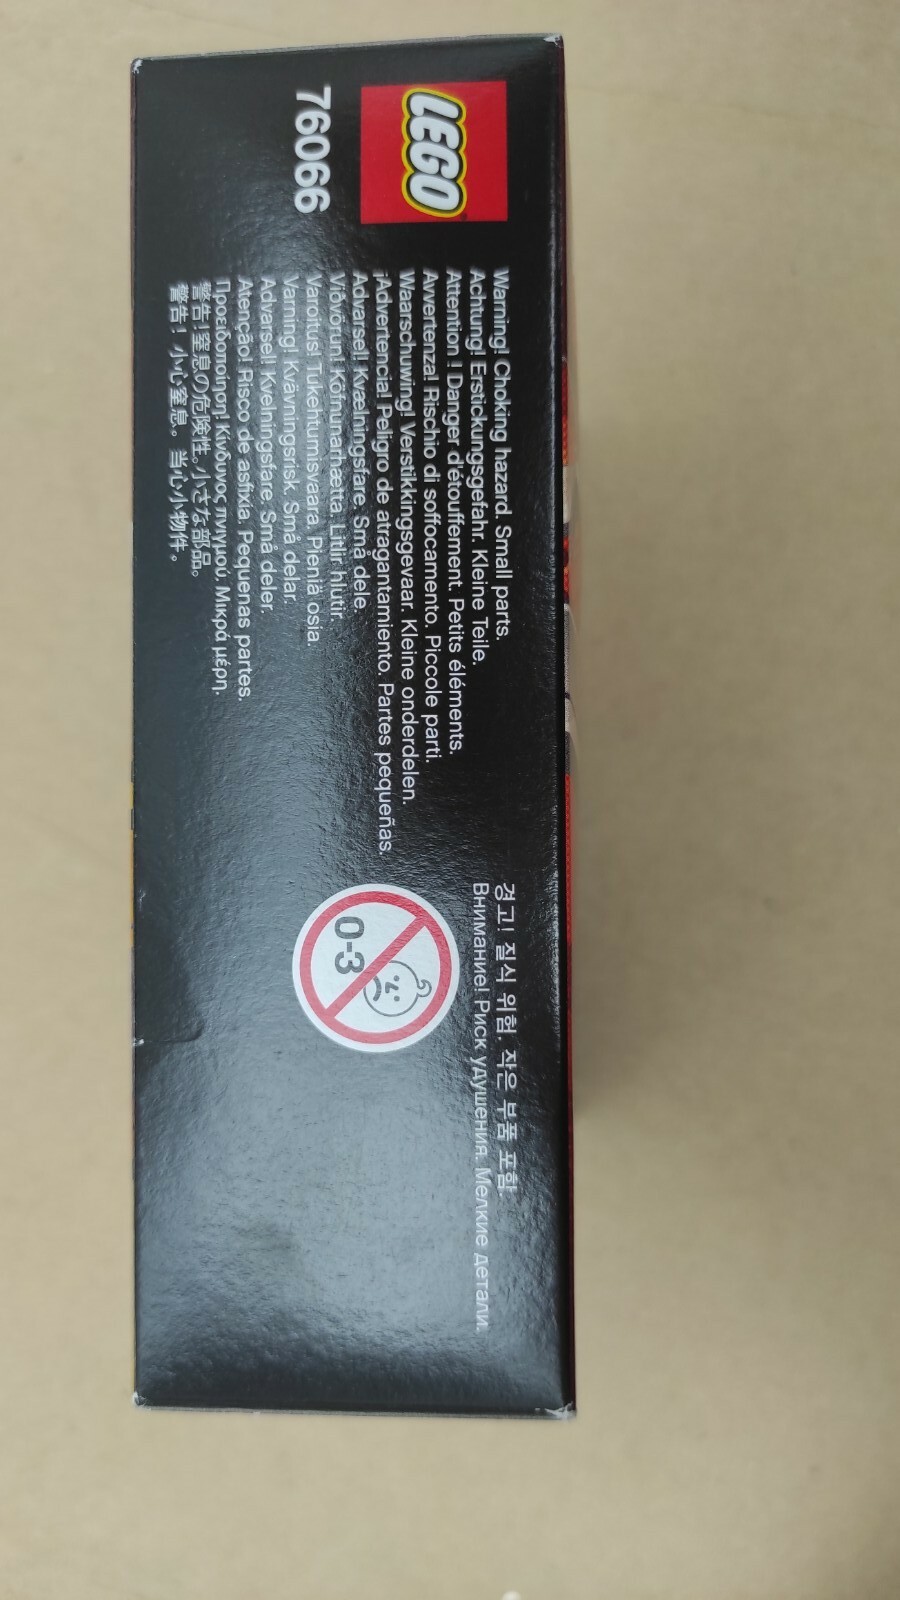 LEGO
76066
Warning! Choking hazard. Small parts.
Achtung! Erstickungsgefahr. Kleine Teile.
Attention ! Danger d'étouffement. Petits éléments.
Avvertenza! Rischio di soffocamento. Piccole parti.
Waarschuwing! Verstikkingsgevaar. Kleine onderdelen.
¡Advertencia! Peligro de atragantamiento. Partes pequeñas.
Advarsel! Kvælningsfare. Små dele.
Viðvörun! Köfnunarhætta. Litlir hlutir.
Varoitus! Tukehtumisvaara. Pieniä osia.
Varning! Kvävningsrisk. Små delar.
Advarsel! Kvelningsfare. Små deler.
Atenção! Risco de asfixia. Pequenas partes.
Προειδοποίηση! Κίνδυνος πνιγμού. Μικρά μέρη.
警告!窒息の危険性。小さな部品。
警告！小心窒息。当心小物件。
경고! 질식 위험. 작은 부품 포함.
Внимание! Риск удушения. Мелкие детали.
0-3